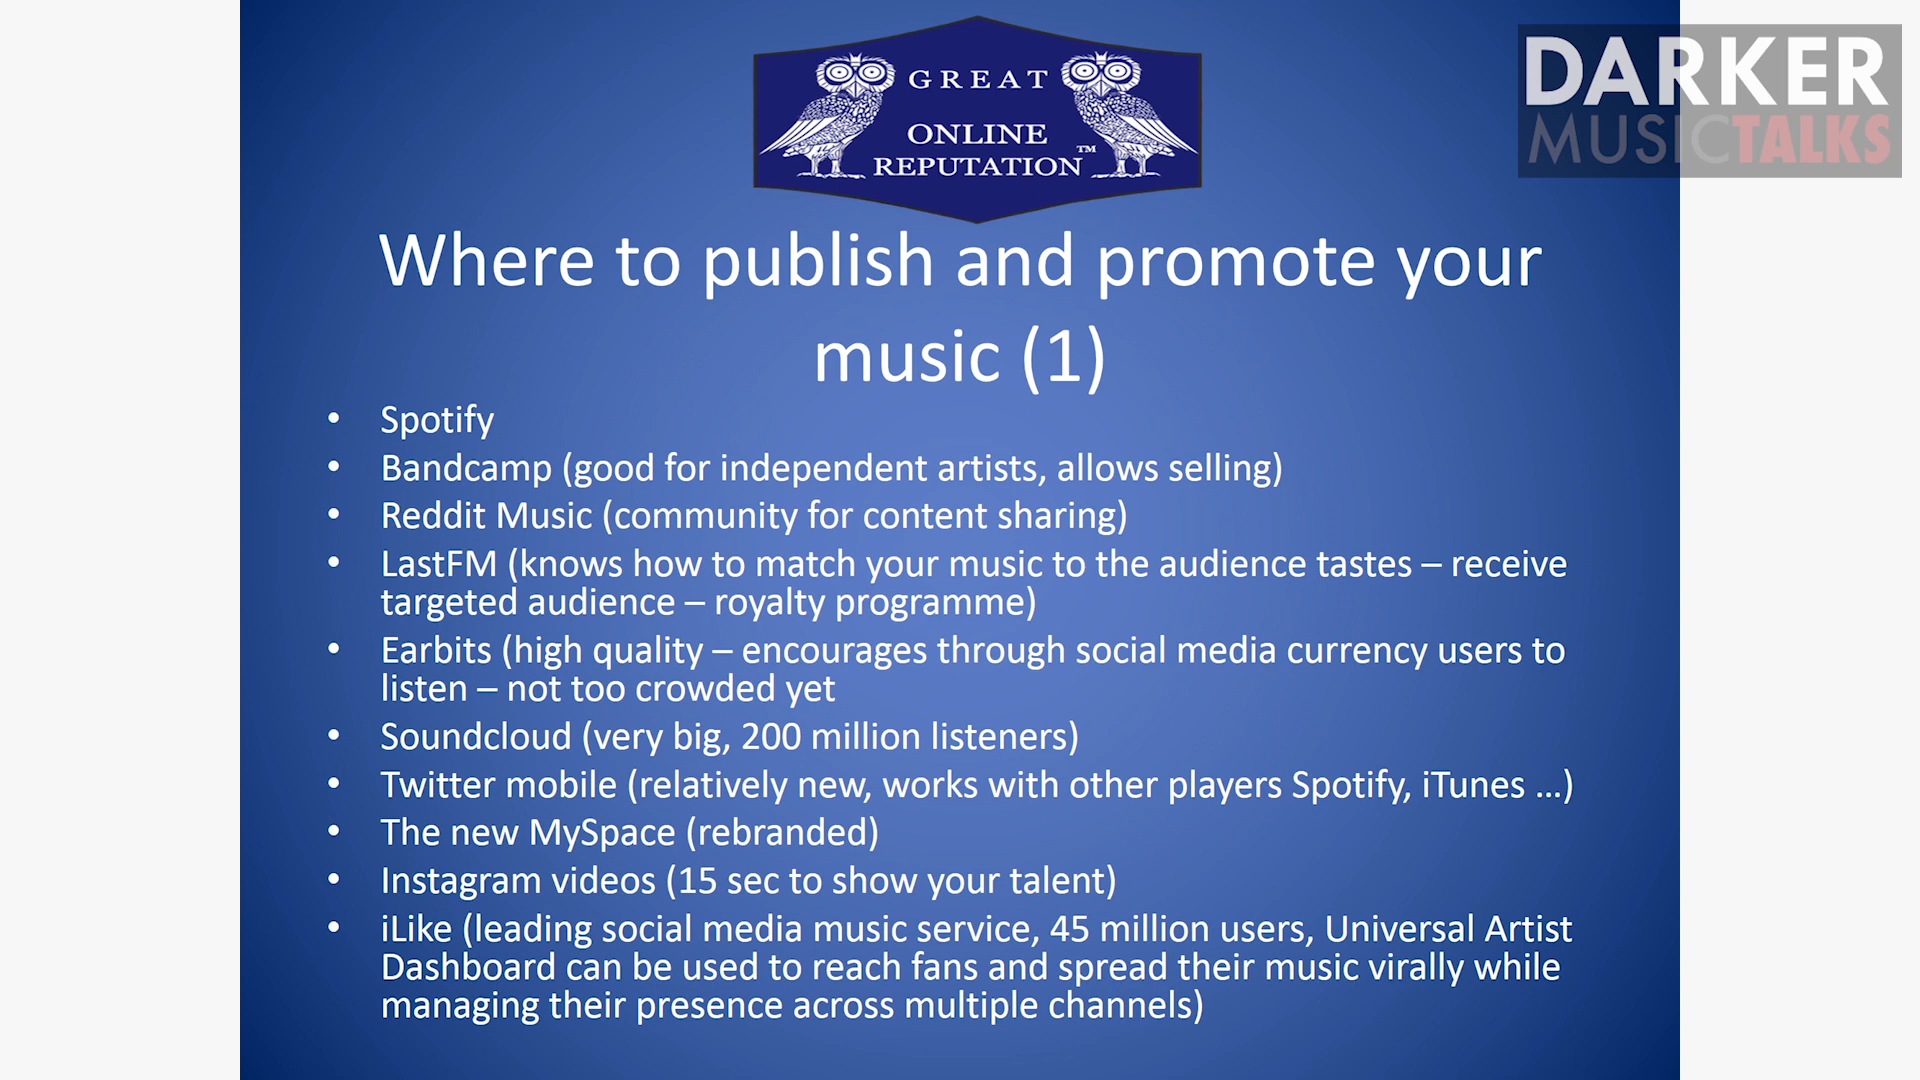 GREAT
ONLINE
REPUTATION™
DARKER
MUSICTALKS
Where to publish and promote your
music (1)
• Spotify
• Bandcamp (good for independent artists, allows selling)
• Reddit Music (community for content sharing)
• LastFM (knows how to match your music to the audience tastes – receive
targeted audience – royalty programme)
• Earbits (high quality – encourages through social media currency users to
listen – not too crowded yet
• Soundcloud (very big, 200 million listeners)
• Twitter mobile (relatively new, works with other players Spotify, iTunes ...)
• The new MySpace (rebranded)
• Instagram videos (15 sec to show your talent)
• iLike (leading social media music service, 45 million users, Universal Artist
Dashboard can be used to reach fans and spread their music virally while
managing their presence across multiple channels)